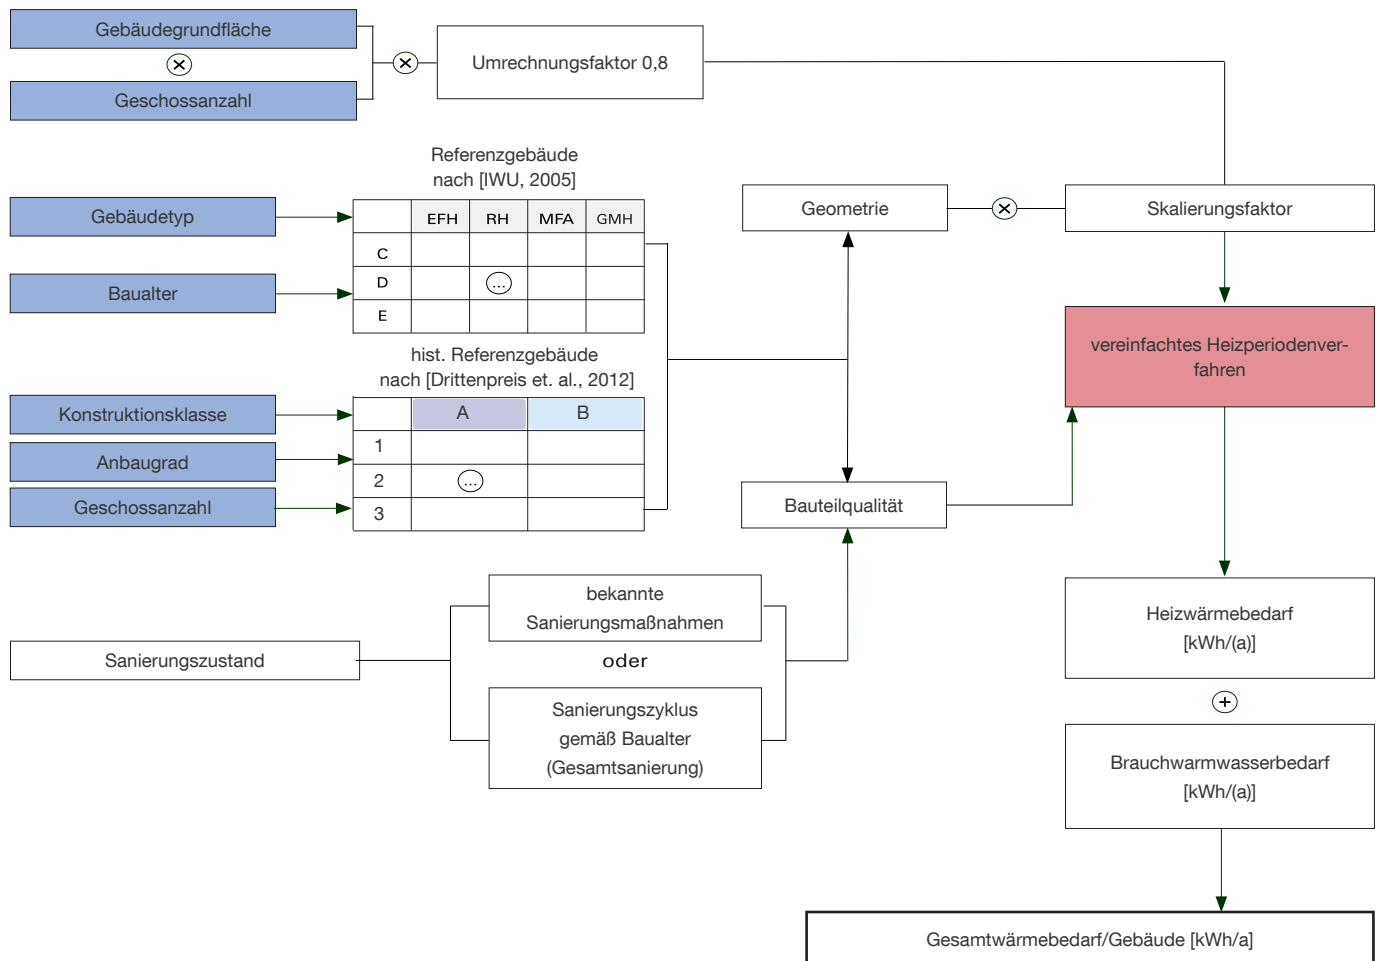 Gebäudegrundfläche
Geschossanzahl
Umrechnungsfaktor 0,8
Referenzgebäude
nach [IWU, 2005]
Gebäudetyp
Baualter
EFH RH MFA GMH
C
D ...
E
Geometrie
Skalierungsfaktor
vereinfachtes Heizperiodenver-
fahren
hist. Referenzgebäude
nach [Drittenpreis et. al., 2012]
Konstruktionsklasse
Anbaugrad
Geschossanzahl
A B
1
2 ...
3
Bauteilqualität
Sanierungszustand
bekannte
Sanierungsmaßnahmen
oder
Sanierungszyklus
gemäß Baualter
(Gesamtsanierung)
Heizwärmebedarf
[kWh/(a)]
+
Brauchwarmwasserbedarf
[kWh/(a)]
Gesamtwärmebedarf/Gebäude [kWh/a]